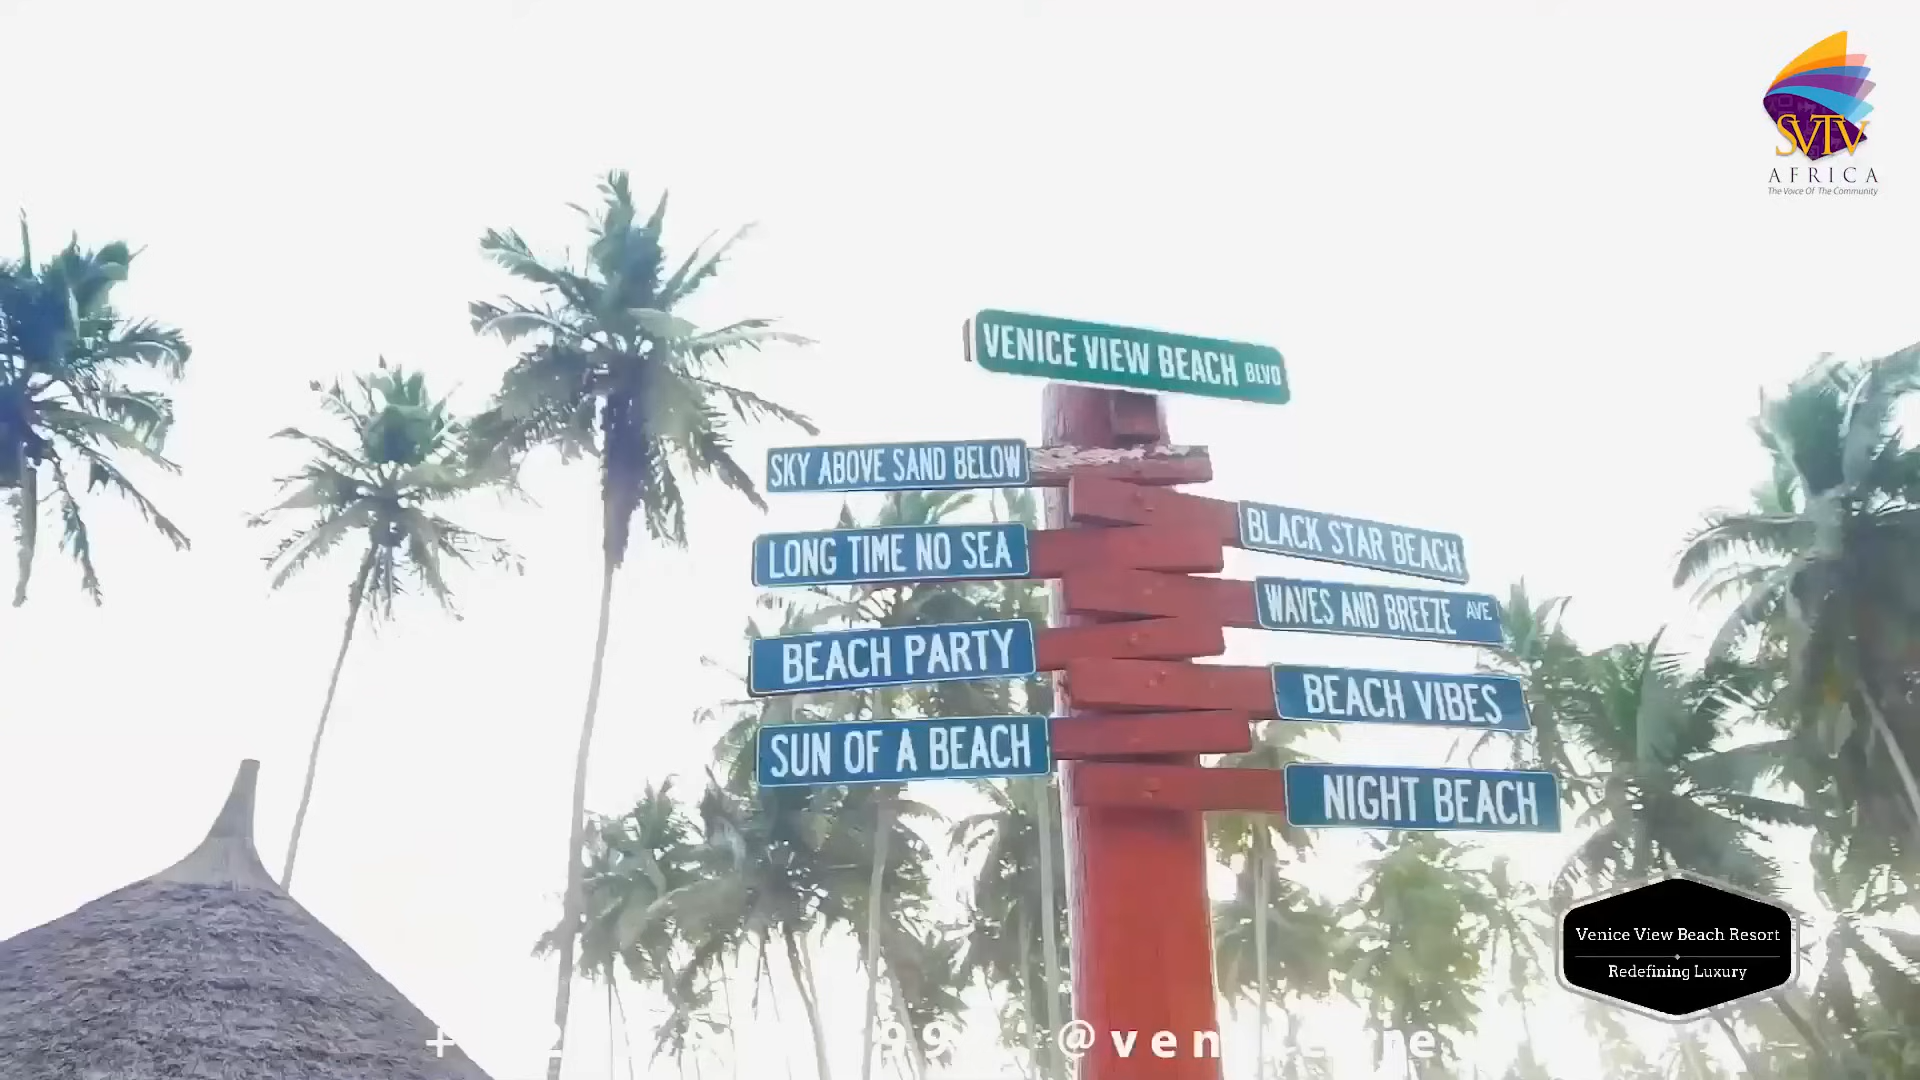 SVTV
AFRICA
The Voice Of The Community
VENICE VIEW BEACH BLVD
SKY ABOVE SAND BELOW
BLACK STAR BEACH
LONG TIME NO SEA
WAVES AND BREEZE AVE
BEACH PARTY
BEACH VIBES
SUN OF A BEACH
NIGHT BEACH
Venice View Beach Resort
Redefining Luxury